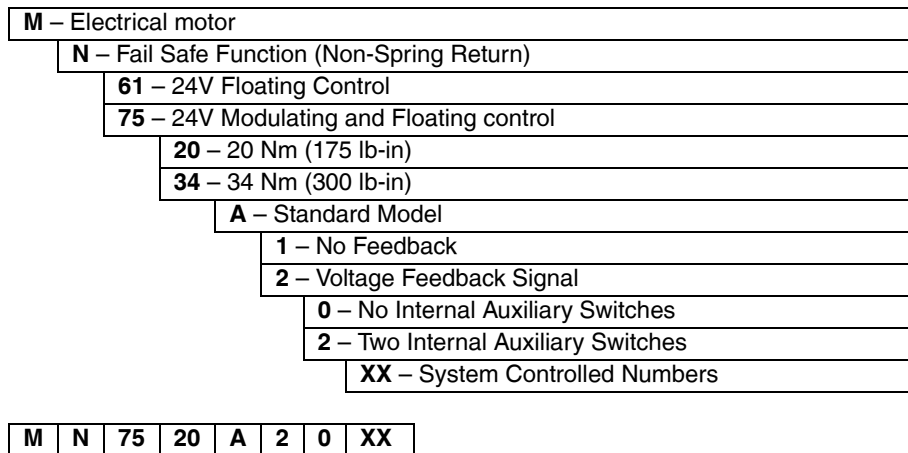 M – Electrical motor
N – Fail Safe Function (Non-Spring Return)
61 – 24V Floating Control
75 – 24V Modulating and Floating control
20 – 20 Nm (175 lb-in)
34 – 34 Nm (300 lb-in)
A – Standard Model
1 – No Feedback
2 – Voltage Feedback Signal
0 – No Internal Auxiliary Switches
2 – Two Internal Auxiliary Switches
XX – System Controlled Numbers
M N 75 20 A 2 0 XX